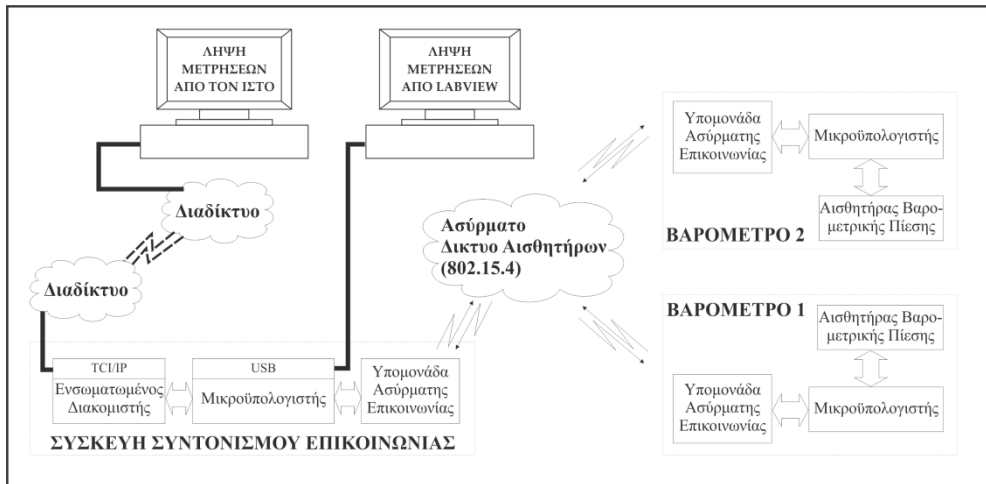 ΛΗΨΗ
ΜΕΤΡΗΣΕΩΝ
ΑΠΟ ΤΟΝ ΙΣΤΟ
ΛΗΨΗ
ΜΕΤΡΗΣΕΩΝ
ΑΠΟ LABVIEW
Διαδίκτυο
Διαδίκτυο
Ασύρματο
Δικτυο Αισθητήρων
(802.15.4)
Υπομονάδα
Ασύρματης
Επικοινωνίας
Μικροϋπολογιστής
Αισθητήρας Βαρο-
μετρικής Πίεσης
ΒΑΡΟΜΕΤΡΟ 2
ΒΑΡΟΜΕΤΡΟ 1
Αισθητήρας Βαρο-
μετρικής Πίεσης
Υπομονάδα
Ασύρματης
Επικοινωνίας
Μικροϋπολογιστής
TCI/IP
Ενσωματωμένος
Διακομιστής
USB
Μικροϋπολογιστής
Υπομονάδα
Ασύρματης
Επικοινωνίας
ΣΥΣΚΕΥΗ ΣΥΝΤΟΝΙΣΜΟΥ ΕΠΙΚΟΙΝΩΝΙΑΣ